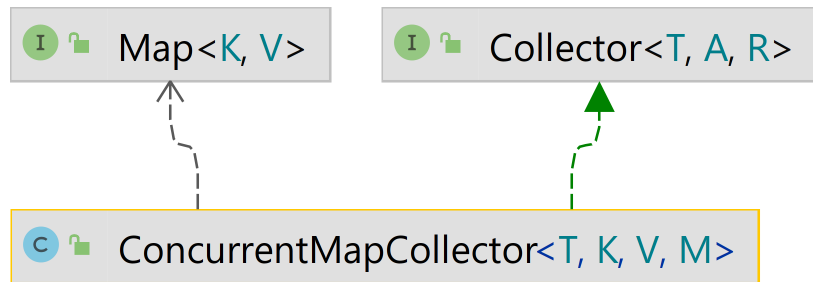 I Map<K, V>
I Collector<T, A, R>
C ConcurrentMapCollector<T, K, V, M>